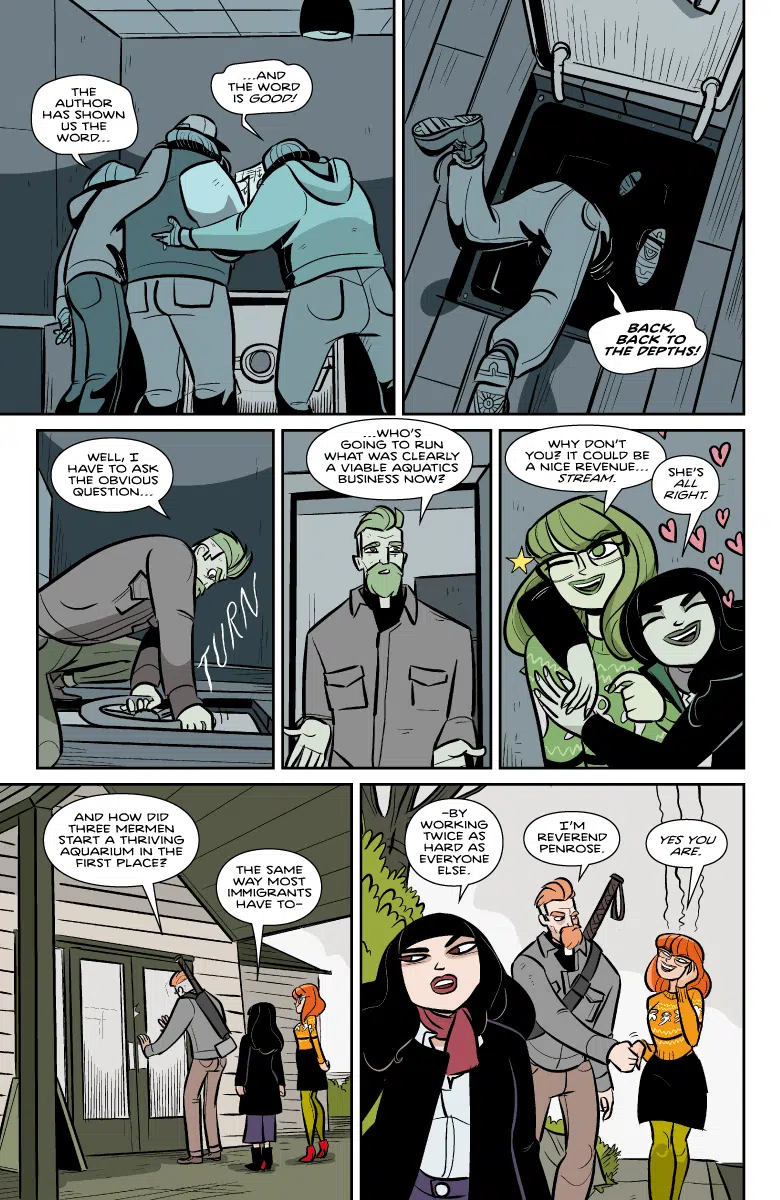 THE
AUTHOR
HAS SHOWN
US THE
WORD...
...AND
THE WORD
IS GOOD!
BACK,
BACK TO
THE DEPTHS!
WELL, I
HAVE TO ASK
THE OBVIOUS
QUESTION...
TURN
...WHO'S
GOING TO RUN
WHAT WAS CLEARLY
A VIABLE AQUATICS
BUSINESS NOW?
WHY DON'T
YOU? IT COULD BE
A NICE REVENUE...
STREAM.
SHE'S
ALL
RIGHT.
AND HOW DID
THREE MERMEN
START A THRIVING
AQUARIUM IN THE
FIRST PLACE?
THE SAME
WAY MOST
IMMIGRANTS
HAVE TO-
-BY
WORKING
TWICE AS
HARD AS
EVERYONE
ELSE.
I'M
REVEREND
PENROSE.
YES YOU
ARE.